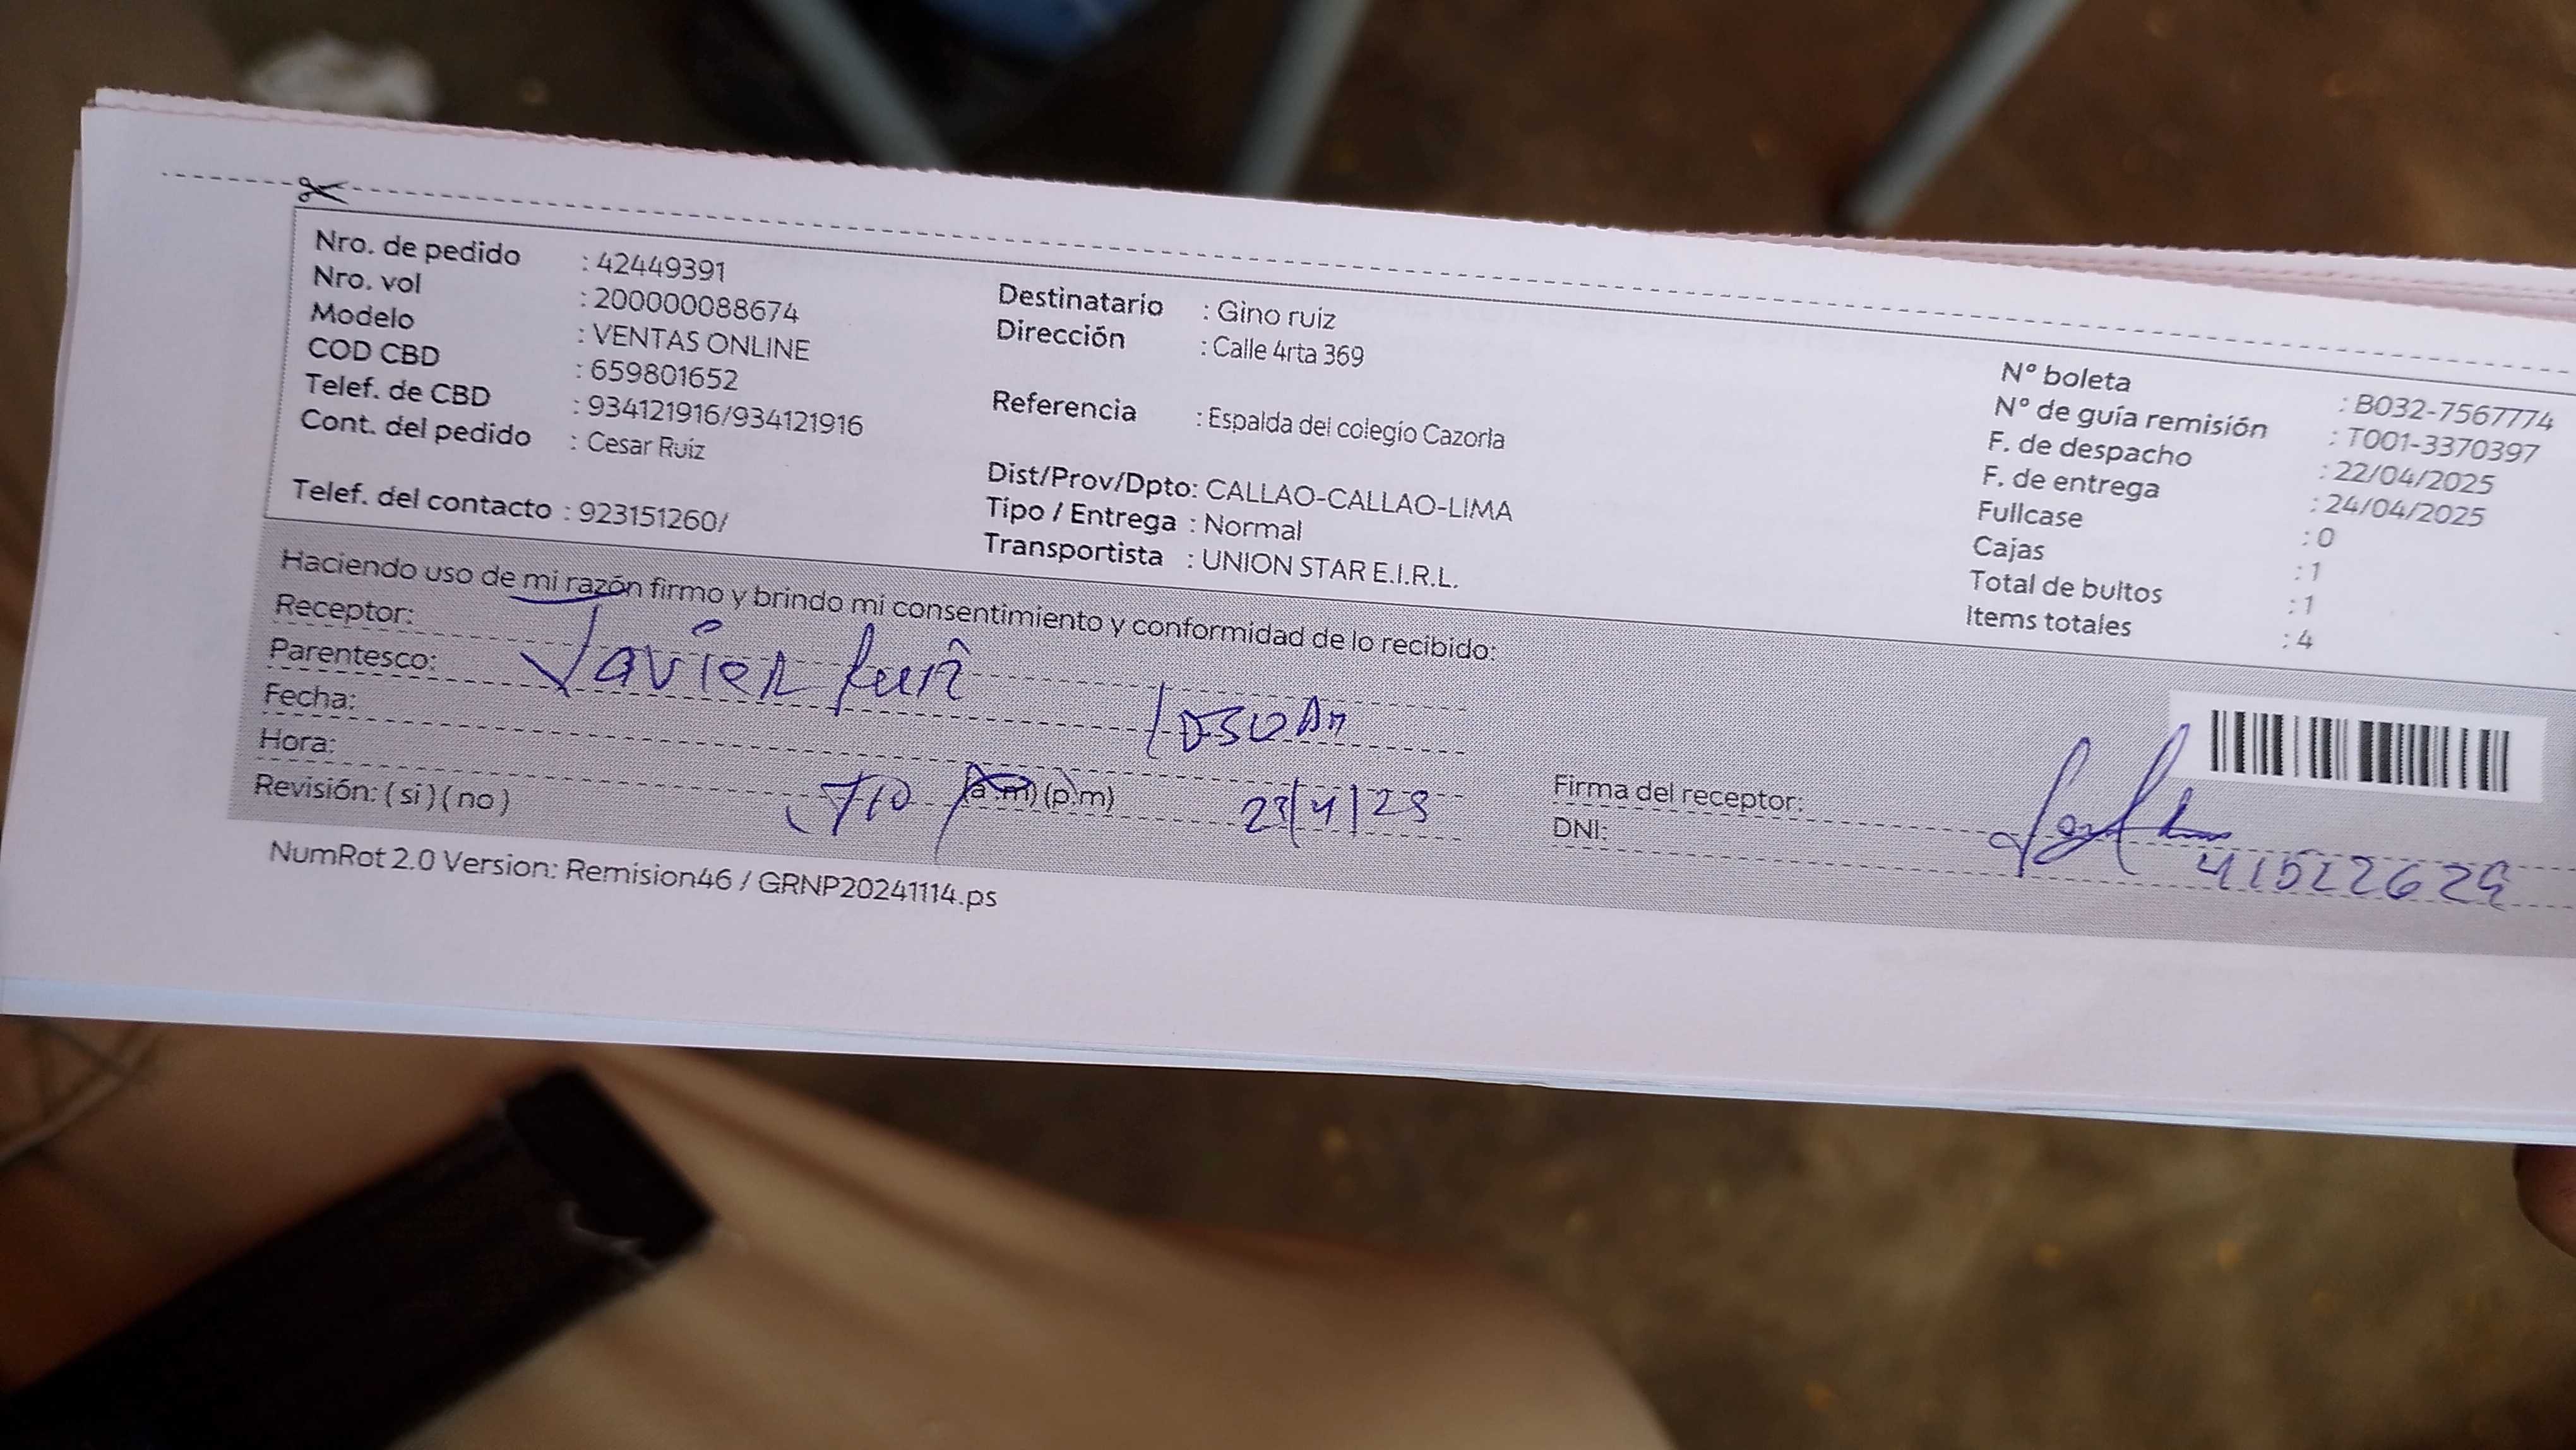 Nro. de pedido : 42449391
Nro. vol : 200000088674
Modelo : VENTAS ONLINE
COD CBD : 659801652
Telef. de CBD : 934121916/934121916
Cont. del pedido : Cesar Ruiz
Telef. del contacto : 923151260/
Destinatario : Gino ruiz
Dirección : Calle 4rta 369
Referencia : Espalda del colegio Cazorla
Dist/Prov/Dpto: CALLAO-CALLAO-LIMA
Tipo / Entrega : Normal
Transportista : UNION STAR E.I.R.L.
N° boleta : B032-7567774
N° de guía remisión : T001-3370397
F. de despacho : 22/04/2025
F. de entrega : 24/04/2025
Fullcase : 0
Cajas : 1
Total de bultos : 1
Items totales : 4
Haciendo uso de mi razón firmo y brindo mi consentimiento y conformidad de lo recibido:
Receptor: Javier
Parentesco:
Fecha:
Hora: (a.m) (p.m)
Revisión: ( si ) ( no )
Firma del receptor:
DNI:
NumRot 2.0 Version: Remision46 / GRNP20241114.ps